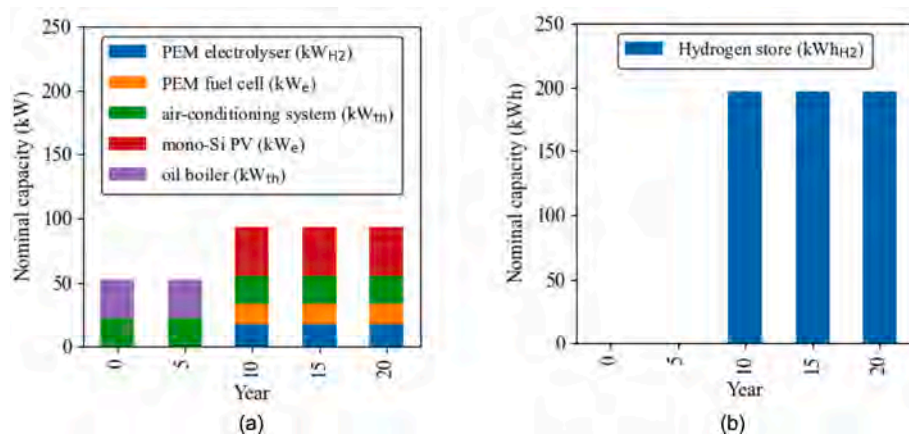 250
200
150
100
50
0
Nominal capacity (kW)
PEM electrolyser (kWH2)
PEM fuel cell (kWe)
air-conditioning system (kWth)
mono-Si PV (kWe)
oil boiler (kWth)
0
5
10
15
20
Year
(a)
250
200
150
100
50
0
Nominal capacity (kWh)
Hydrogen store (kWhH2)
0
5
10
15
20
Year
(b)